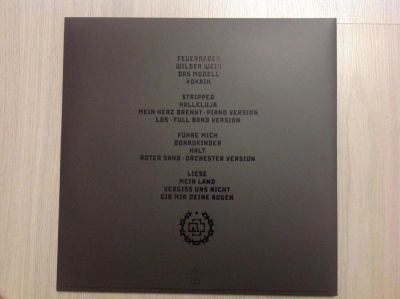 FEUERRÄDER
WILDER WEIN
DAS MODELL
KOKAIN
STRIPPED
HALLELUJA
MEIN HERZ BRENNT · PIANO VERSION
LOS · FULL BAND VERSION
FÜHRE MICH
DONAUKINDER
HALT
ROTER SAND · ORCHESTER VERSION
LIESE
MEIN LAND
VERGISS UNS NICHT
GIB MIR DEINE AUGEN